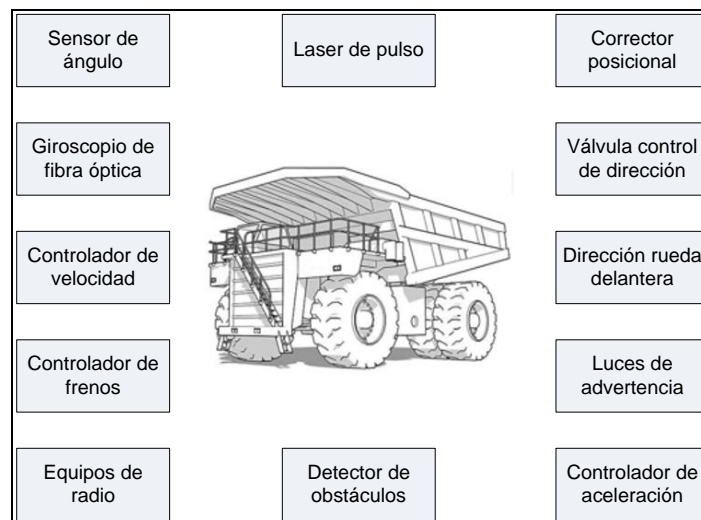 Sensor de
ángulo
Laser de pulso
Corrector
posicional
Giroscopio de
fibra óptica
Válvula control
de dirección
Controlador de
velocidad
Dirección rueda
delantera
Controlador de
frenos
Luces de
advertencia
Equipos de
radio
Detector de
obstáculos
Controlador de
aceleración